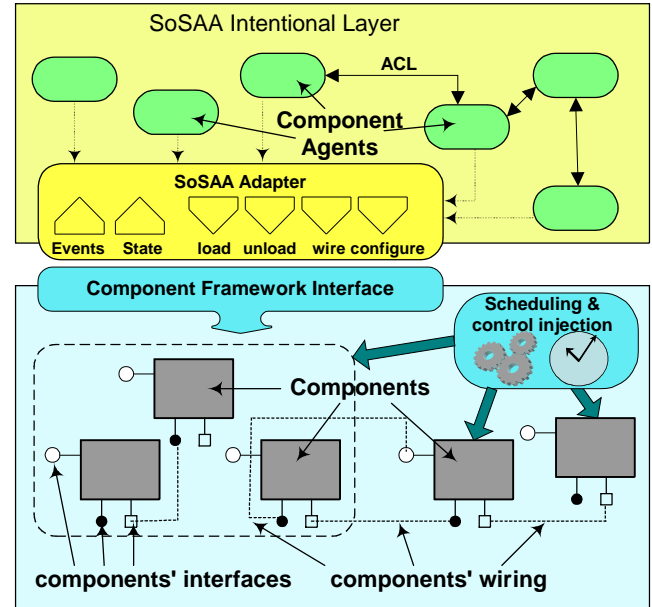 SoSAA Intentional Layer
ACL
Component
Agents
SoSAA Adapter
Events State load unload wire configure
Component Framework Interface
Scheduling &
control injection
Components
components' interfaces components' wiring